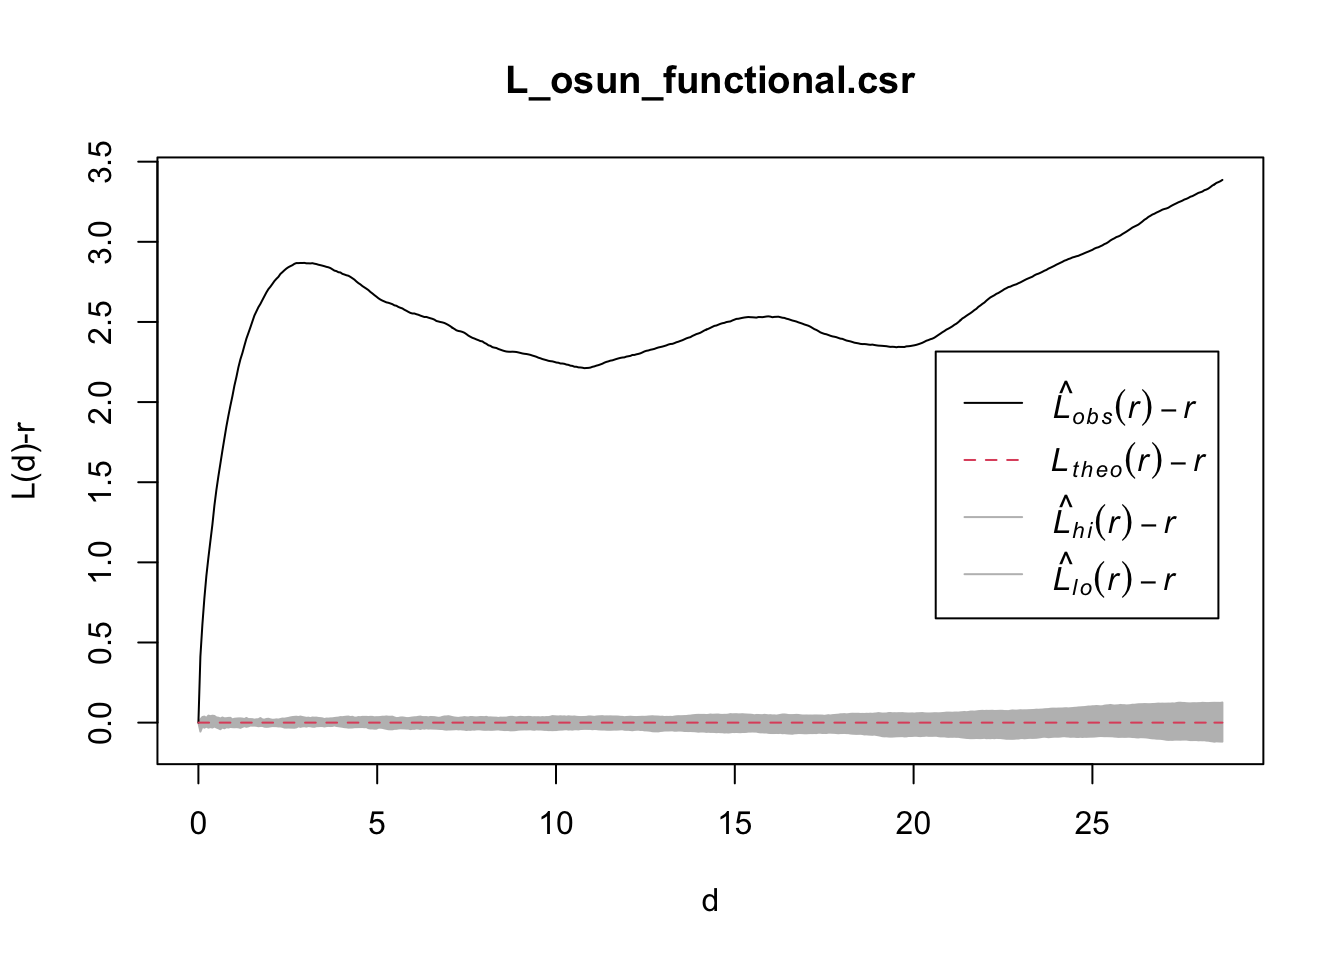 L_osun_functional.csr
L(d)-r
3.5
3.0
2.5
2.0
1.5
1.0
0.5
0.0
L̂obs(r) − r
Ltheo(r) − r
L̂hi(r) − r
L̂lo(r) − r
0 5 10 15 20 25
d